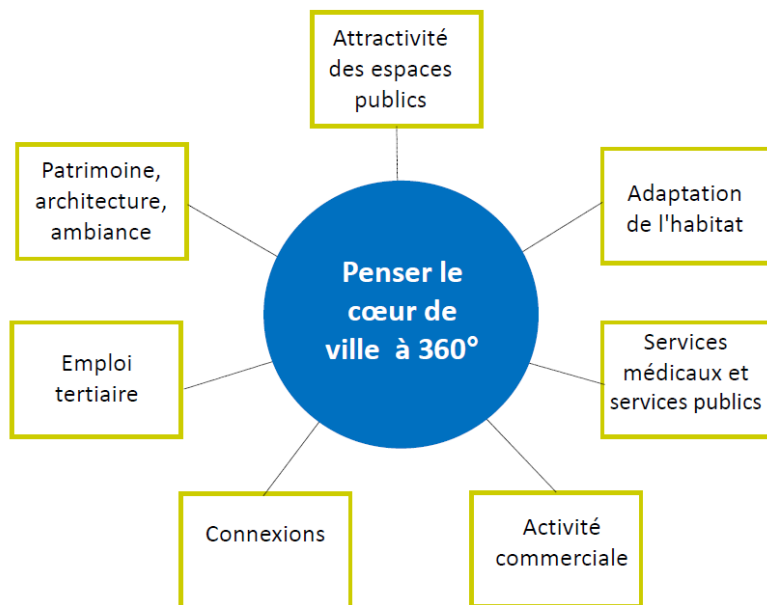 Attractivité
des espaces
publics
Patrimoine,
architecture,
ambiance
Adaptation
de l'habitat
Penser le
cœur de
ville à 360°
Emploi
tertiaire
Services
médicaux et
services publics
Connexions
Activité
commerciale